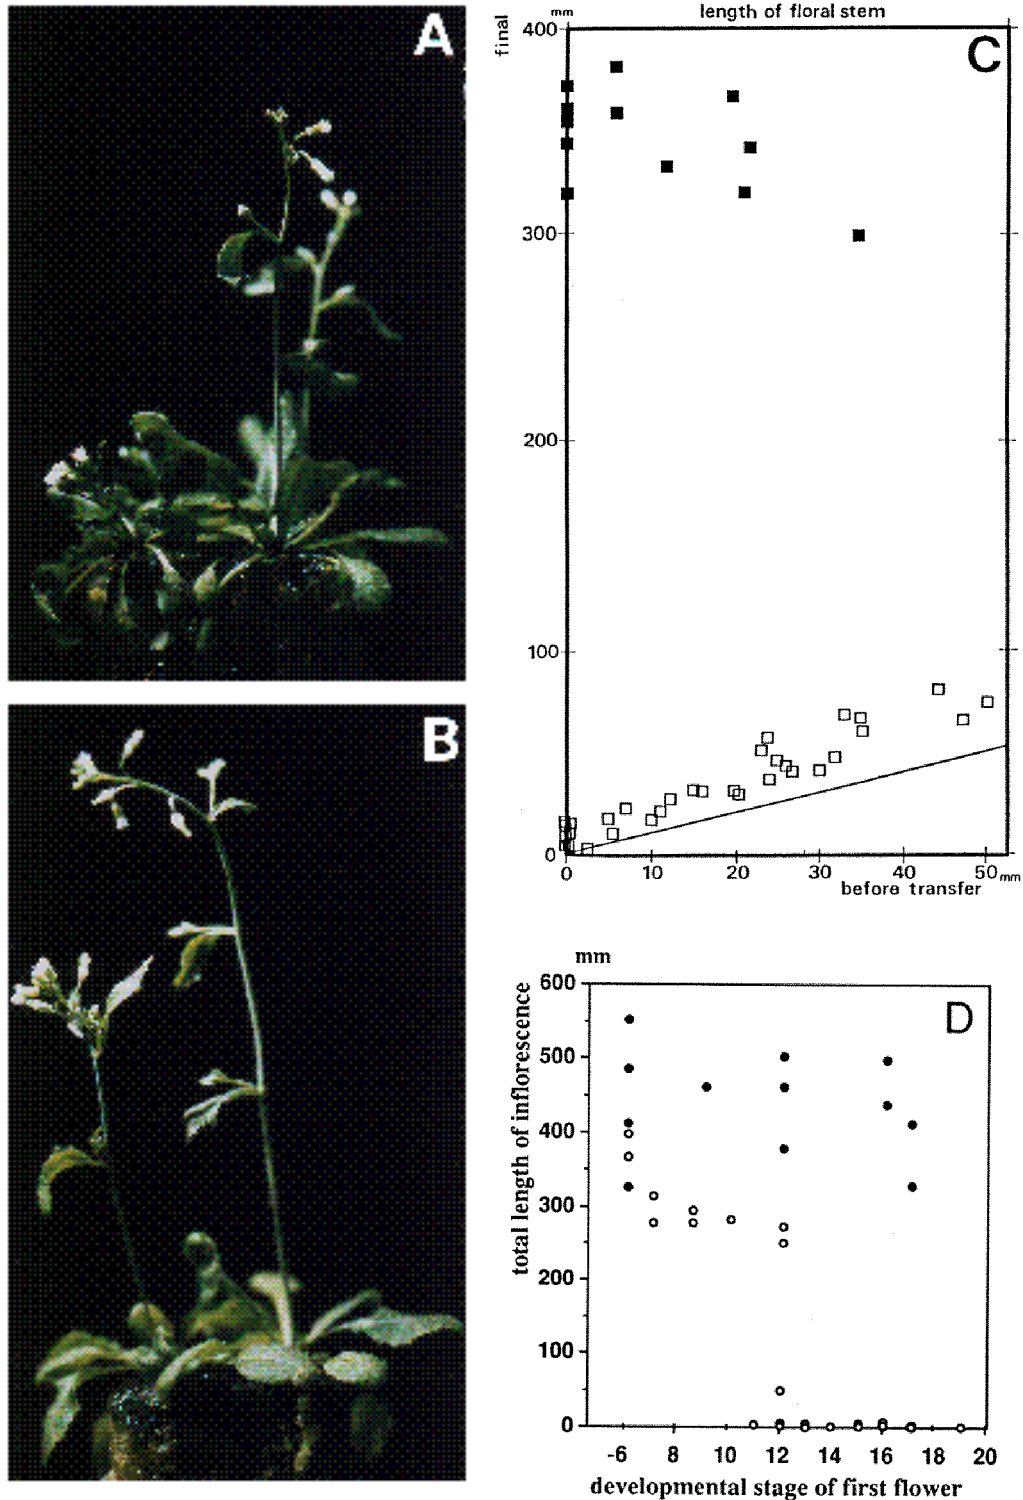 A
B
mm
length of floral stem
final
C
400
300
200
100
0
0 10 20 30 40 50 mm
before transfer
mm
D
total length of inflorescence
600
500
400
300
200
100
0
-6 8 10 12 14 16 18 20
developmental stage of first flower